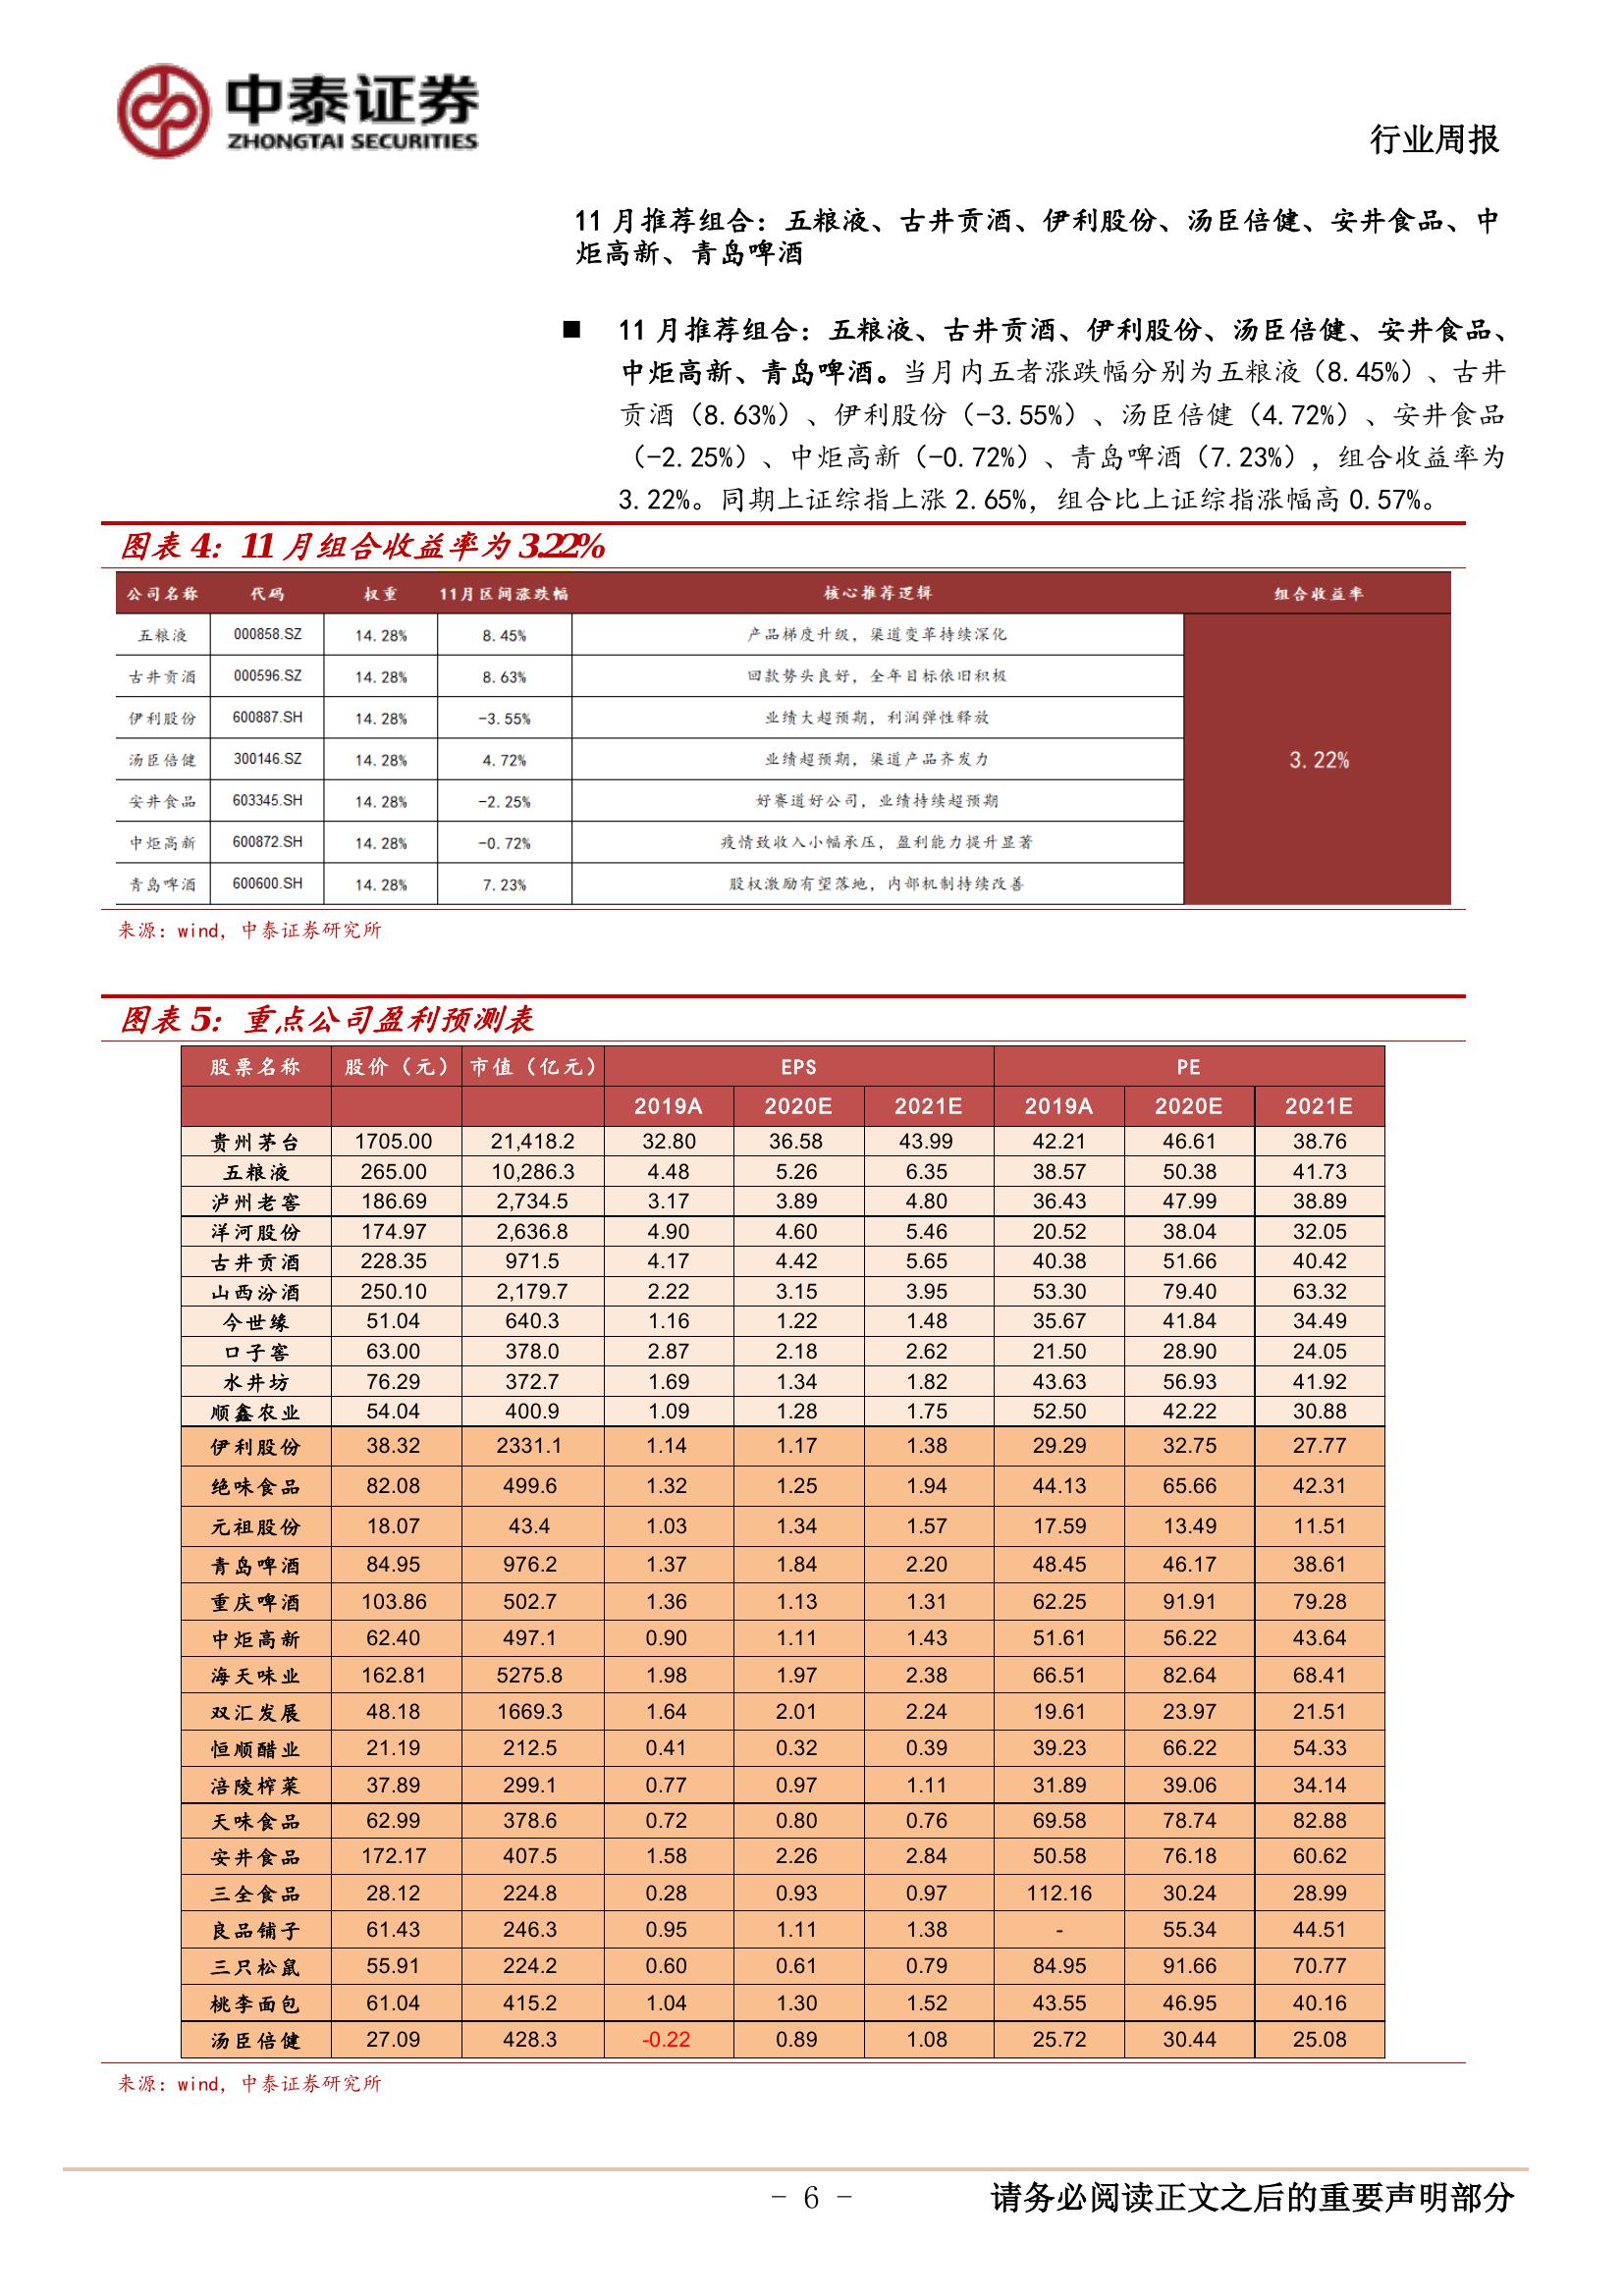 中泰证券
ZHONGTAI SECURITIES
行业周报
11 月推荐组合：五粮液、古井贡酒、伊利股份、汤臣倍健、安井食品、中
炬高新、青岛啤酒
■ 11 月推荐组合：五粮液、古井贡酒、伊利股份、汤臣倍健、安井食品、
中炬高新、青岛啤酒。当月内五者涨跌幅分别为五粮液（8.45%）、古井
贡酒（8.63%）、伊利股份（-3.55%）、汤臣倍健（4.72%）、安井食品
（-2.25%）、中炬高新（-0.72%）、青岛啤酒（7.23%），组合收益率为
3.22%。同期上证综指上涨 2.65%，组合比上证综指涨幅高 0.57%。
图表 4：11 月组合收益率为 3.22%
公司名称 代码 权重 11月区间涨跌幅 核心推荐逻辑 组合收益率
五粮液 000858.SZ 14.28% 8.45% 产品梯度升级，渠道变革持续深化
古井贡酒 000596.SZ 14.28% 8.63% 回款势头良好，全年目标依旧积极
伊利股份 600887.SH 14.28% -3.55% 业绩大超预期，利润弹性释放
汤臣倍健 300146.SZ 14.28% 4.72% 业绩超预期，渠道产品齐发力 3.22%
安井食品 603345.SH 14.28% -2.25% 好赛道好公司，业绩持续超预期
中炬高新 600872.SH 14.28% -0.72% 疫情致收入小幅承压，盈利能力提升显著
青岛啤酒 600600.SH 14.28% 7.23% 股权激励有望落地，内部机制持续改善
来源：wind，中泰证券研究所
图表 5：重点公司盈利预测表
股票名称 股价（元） 市值（亿元） EPS PE
2019A 2020E 2021E 2019A 2020E 2021E
贵州茅台 1705.00 21,418.2 32.80 36.58 43.99 42.21 46.61 38.76
五粮液 265.00 10,286.3 4.48 5.26 6.35 38.57 50.38 41.73
泸州老窖 186.69 2,734.5 3.17 3.89 4.80 36.43 47.99 38.89
洋河股份 174.97 2,636.8 4.90 4.60 5.46 20.52 38.04 32.05
古井贡酒 228.35 971.5 4.17 4.42 5.65 40.38 51.66 40.42
山西汾酒 250.10 2,179.7 2.22 3.15 3.95 53.30 79.40 63.32
今世缘 51.04 640.3 1.16 1.22 1.48 35.67 41.84 34.49
口子窖 63.00 378.0 2.87 2.18 2.62 21.50 28.90 24.05
水井坊 76.29 372.7 1.69 1.34 1.82 43.63 56.93 41.92
顺鑫农业 54.04 400.9 1.09 1.28 1.75 52.50 42.22 30.88
伊利股份 38.32 2331.1 1.14 1.17 1.38 29.29 32.75 27.77
绝味食品 82.08 499.6 1.32 1.25 1.94 44.13 65.66 42.31
元祖股份 18.07 43.4 1.03 1.34 1.57 17.59 13.49 11.51
青岛啤酒 84.95 976.2 1.37 1.84 2.20 48.45 46.17 38.61
重庆啤酒 103.86 502.7 1.36 1.13 1.31 62.25 91.91 79.28
中炬高新 62.40 497.1 0.90 1.11 1.43 51.61 56.22 43.64
海天味业 162.81 5275.8 1.98 1.97 2.38 66.51 82.64 68.41
双汇发展 48.18 1669.3 1.64 2.01 2.24 19.61 23.97 21.51
恒顺醋业 21.19 212.5 0.41 0.32 0.39 39.23 66.22 54.33
涪陵榨菜 37.89 299.1 0.77 0.97 1.11 31.89 39.06 34.14
天味食品 62.99 378.6 0.72 0.80 0.76 69.58 78.74 82.88
安井食品 172.17 407.5 1.58 2.26 2.84 50.58 76.18 60.62
三全食品 28.12 224.8 0.28 0.93 0.97 112.16 30.24 28.99
良品铺子 61.43 246.3 0.95 1.11 1.38 - 55.34 44.51
三只松鼠 55.91 224.2 0.60 0.61 0.79 84.95 91.66 70.77
桃李面包 61.04 415.2 1.04 1.30 1.52 43.55 46.95 40.16
汤臣倍健 27.09 428.3 -0.22 0.89 1.08 25.72 30.44 25.08
来源：wind，中泰证券研究所
- 6 -
请务必阅读正文之后的重要声明部分